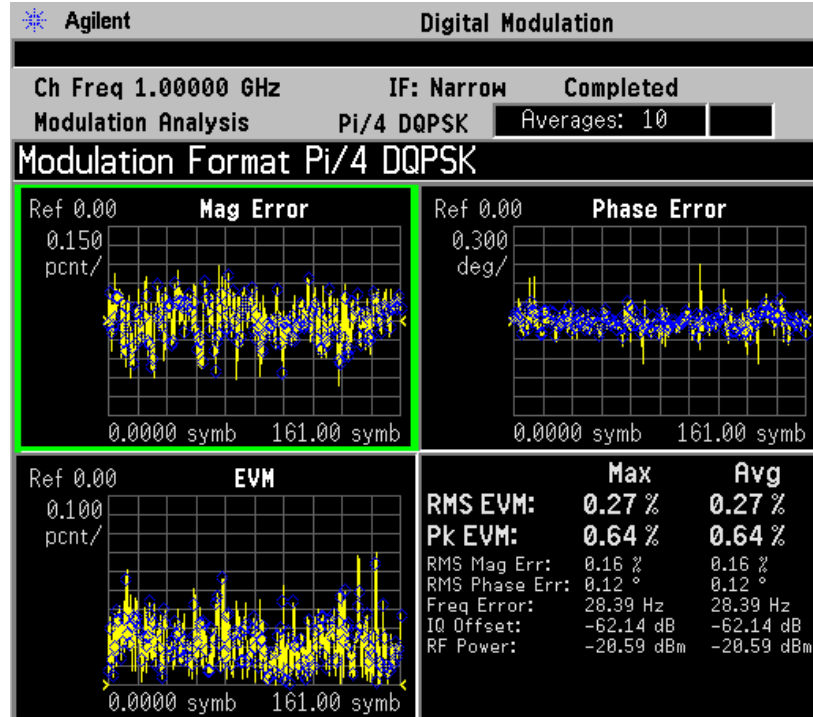 Agilent Digital Modulation
Ch Freq 1.00000 GHz IF: Narrow Completed
Modulation Analysis Pi/4 DQPSK Averages: 10
Modulation Format Pi/4 DQPSK
Ref 0.00 Mag Error
0.150
pcnt/
0.0000 symb 161.00 symb
Ref 0.00 Phase Error
0.300
deg/
0.0000 symb 161.00 symb
Ref 0.00 EVM
0.100
pcnt/
0.0000 symb 161.00 symb
Max Avg
RMS EVM: 0.27 % 0.27 %
Pk EVM: 0.64 % 0.64 %
RMS Mag Err: 0.16 % 0.16 %
RMS Phase Err: 0.12 ° 0.12 °
Freq Error: 28.39 Hz 28.39 Hz
IQ Offset: -62.14 dB -62.14 dB
RF Power: -20.59 dBm -20.59 dBm